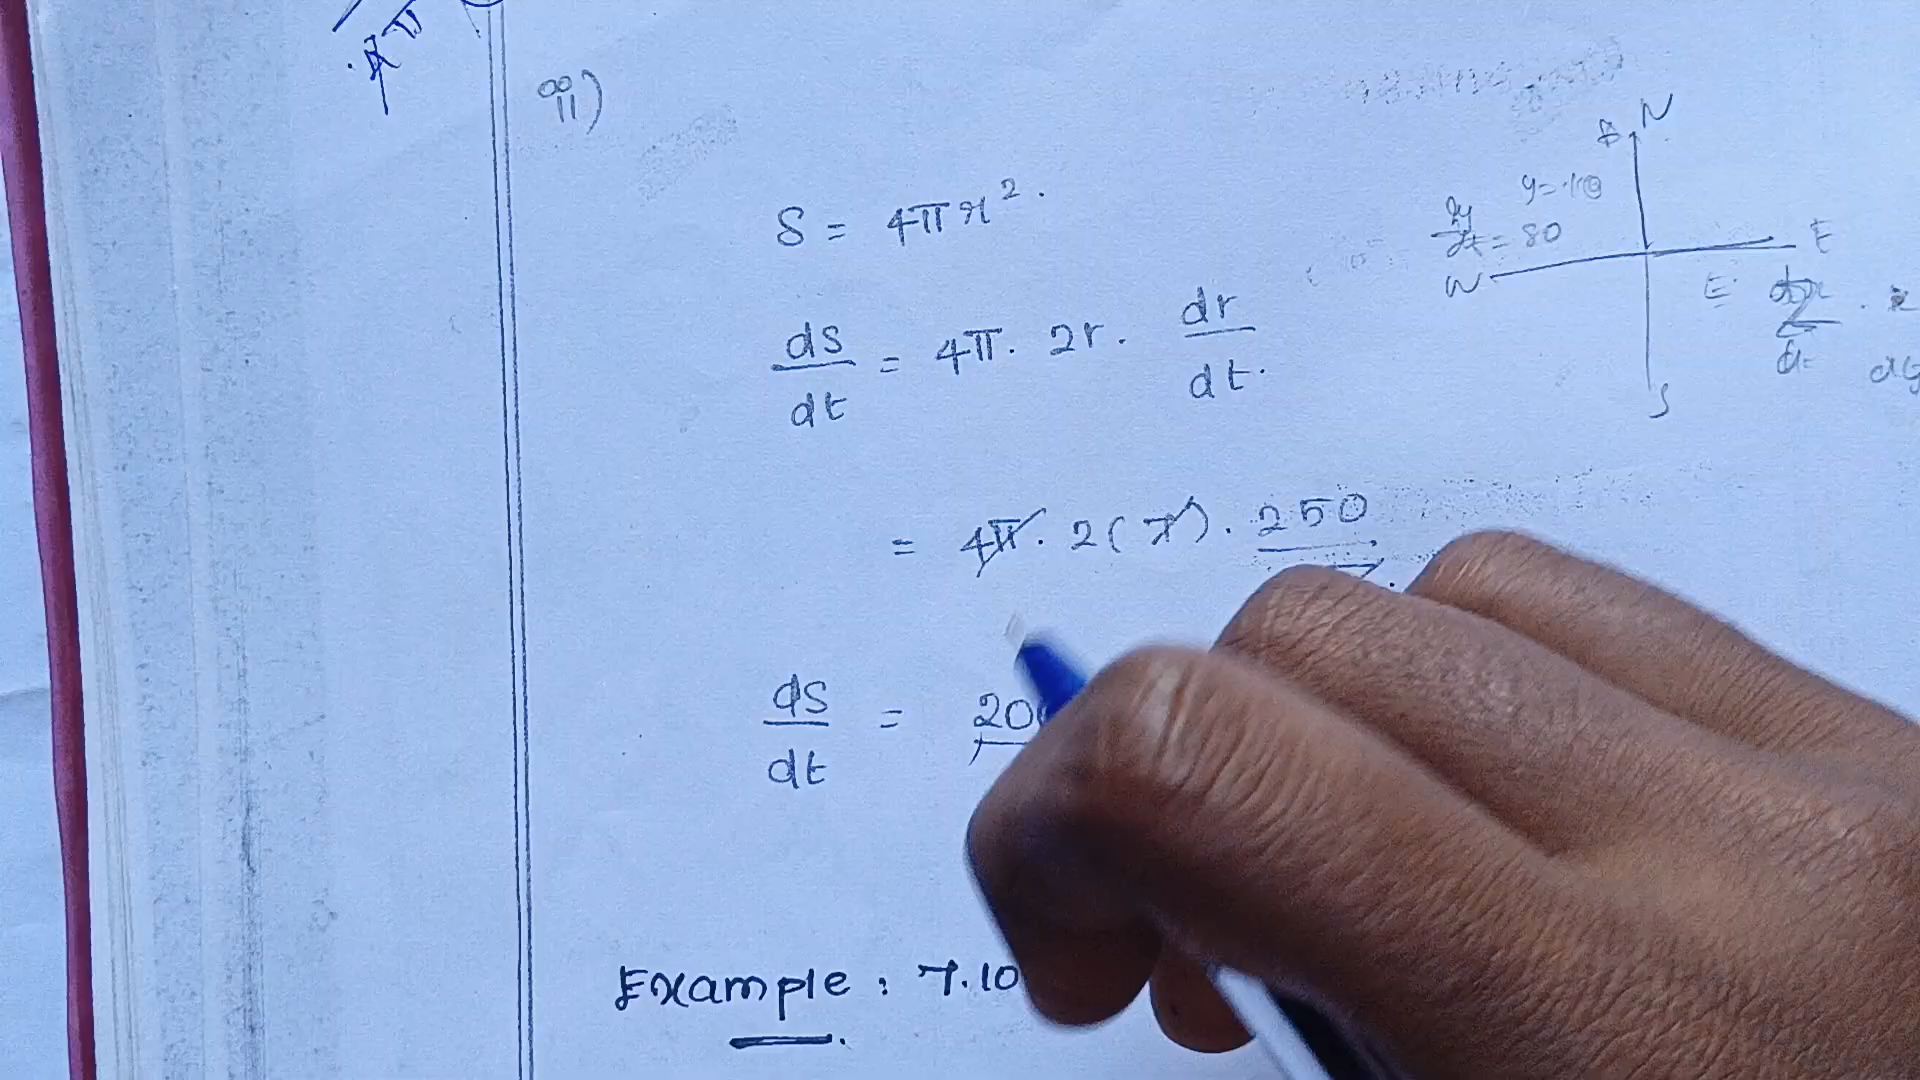 ii)
S = 4πr².
N
y=10
dy/dt = 80
E
W
E
S
ds/dt = 4π. 2r. dr/dt.
= 4π. 2(r). 250
ds/dt = 20
Example : 7.10